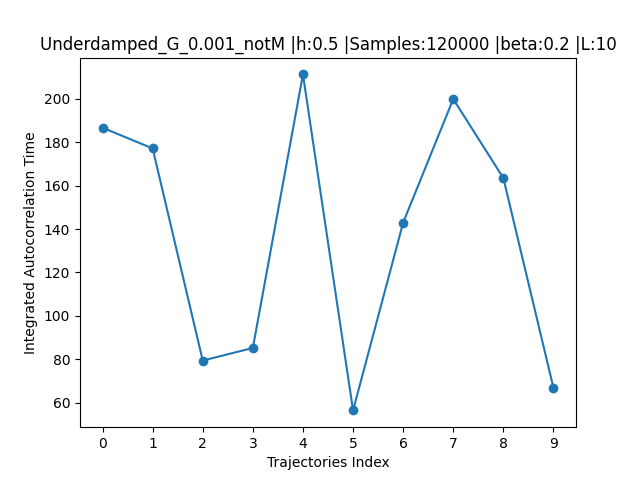 Underdamped_G_0.001_notM |h:0.5 |Samples:120000 |beta:0.2 |L:10
Integrated Autocorrelation Time
200
180
160
140
120
100
80
60
0 1 2 3 4 5 6 7 8 9
Trajectories Index